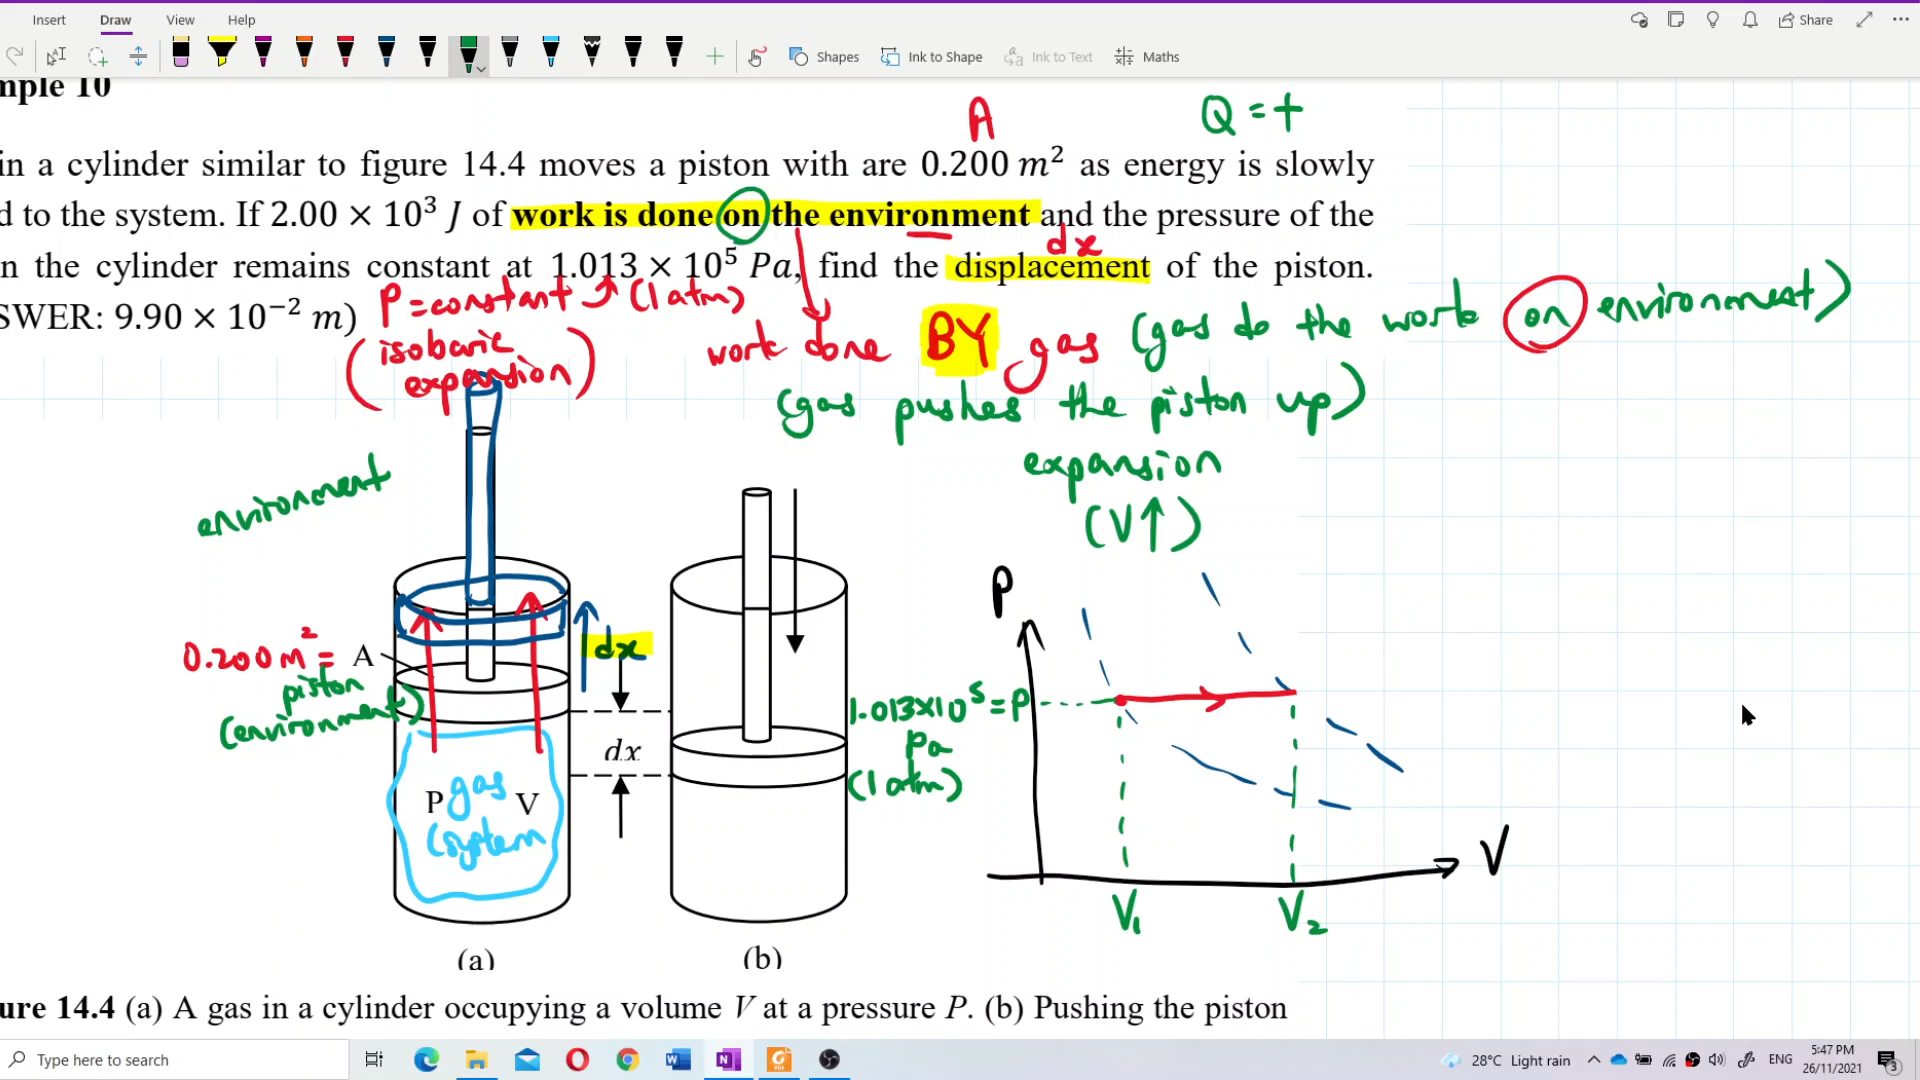 Insert Draw View Help
Share
Shapes Ink to Shape Ink to Text Maths
mple 10
A
Q = +
in a cylinder similar to figure 14.4 moves a piston with are 0.200 m² as energy is slowly
d to the system. If 2.00 × 10³ J of work is done on the environment and the pressure of the
dx
n the cylinder remains constant at 1.013 × 10⁵ Pa, find the displacement of the piston.
SWER: 9.90 × 10⁻² m)
P = constant (1 atm)
(isobaric
expansion)
work done BY gas (gas do the work on environment)
(gas pushes the piston up)
expansion
(V↑)
environment
0.200 m² = A
piston
(environment)
dx
dx
P V
gas
(system
1.013×10⁵ = P
Pa
(1 atm)
P
V
V₁ V₂
(a) (b)
ure 14.4 (a) A gas in a cylinder occupying a volume V at a pressure P. (b) Pushing the piston
Type here to search
28°C Light rain
ENG
5:47 PM
26/11/2021
3